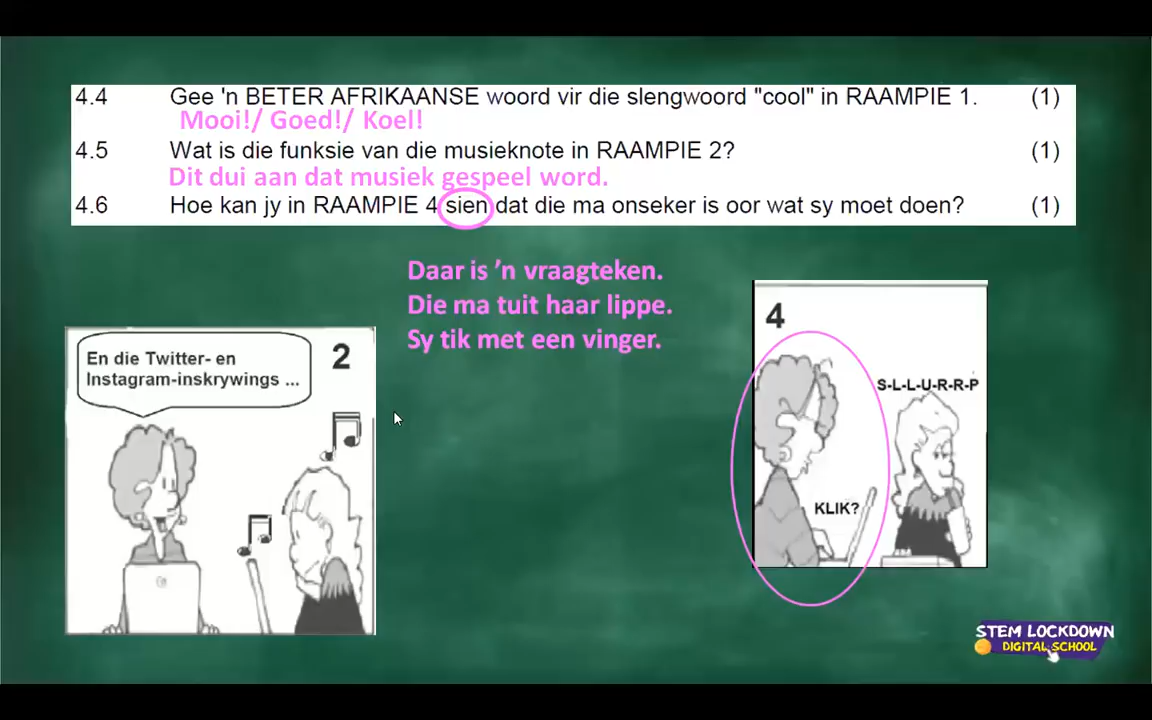 4.4 Gee 'n BETER AFRIKAANSE woord vir die slengwoord "cool" in RAAMPIE 1. (1)
Mooi!/ Goed!/ Koel!
4.5 Wat is die funksie van die musieknote in RAAMPIE 2? (1)
Dit dui aan dat musiek gespeel word.
4.6 Hoe kan jy in RAAMPIE 4 sien dat die ma onseker is oor wat sy moet doen? (1)
Daar is ’n vraagteken.
Die ma tuit haar lippe.
Sy tik met een vinger.
En die Twitter- en
Instagram-inskrywings ...
2
4
S-L-L-U-R-R-P
KLIK?
STEM LOCKDOWN
DIGITAL SCHOOL